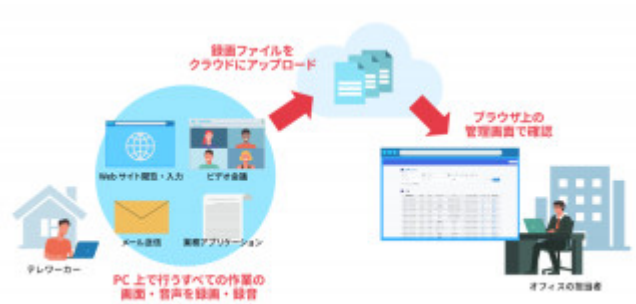 録画ファイルを
クラウドにアップロード
ブラウザ上の
管理画面で確認
Webサイト閲覧・入力
ビデオ会議
メール送信
業務アプリケーション
テレワーカー
PC上で行うすべての作業の
画面・音声を録画・録音
オフィスの担当者